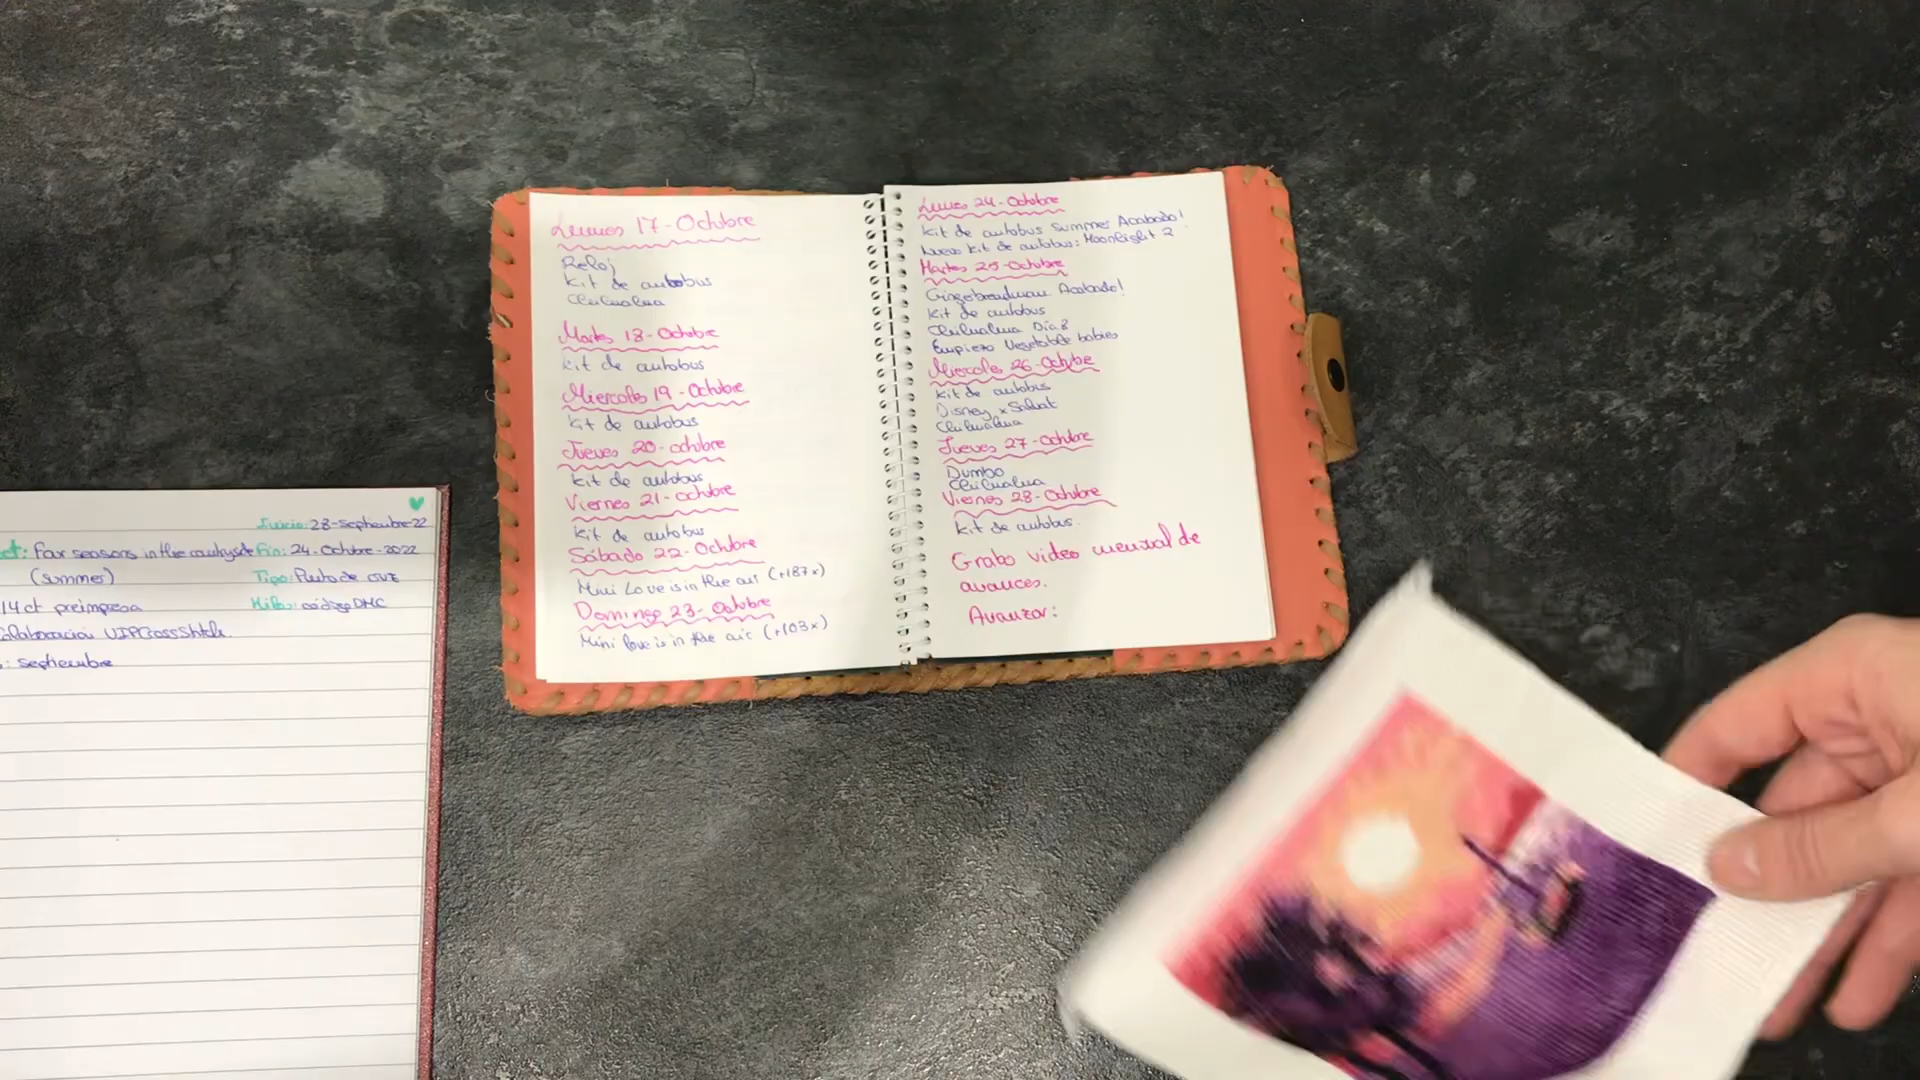 Inicio: 28-Septiembre-22
ct: Four seasons in the countryside Fin: 24-Octubre-2022
(summer) Tipo: Punto de cruz
14ct preimpresa Hilos: código DMC
colaboración VIPCrossStitch.
: septiembre
Lunes 17-Octubre
Reloj
Kit de autobus
Chihuahua
Martes 18-Octubre
Kit de autobus
Miercoles 19-Octubre
Kit de autobus
Jueves 20-Octubre
Kit de autobus
Viernes 21-Octubre
Kit de autobus
Sábado 22-Octubre
Mini Love is in the air (+187x)
Domingo 23-Octubre
Mini love is in the air (+103x)
Lunes 24-Octubre
Kit de autobus Summer Acabado!
Nuevo Kit de autobus: Moonlight 2
Martes 25-Octubre
Gingerbreadman Acabado!
Kit de autobus
Chihuahua Día 8
Empiezo Vegetable babies
Miercoles 26-Octubre
Kit de autobus
Disney x Salvat
Chihuahua
Jueves 27-Octubre
Dumbo
Chihuahua
Viernes 28-Octubre
Kit de autobus.
Grabo video mensual de
avances.
Avanzar: